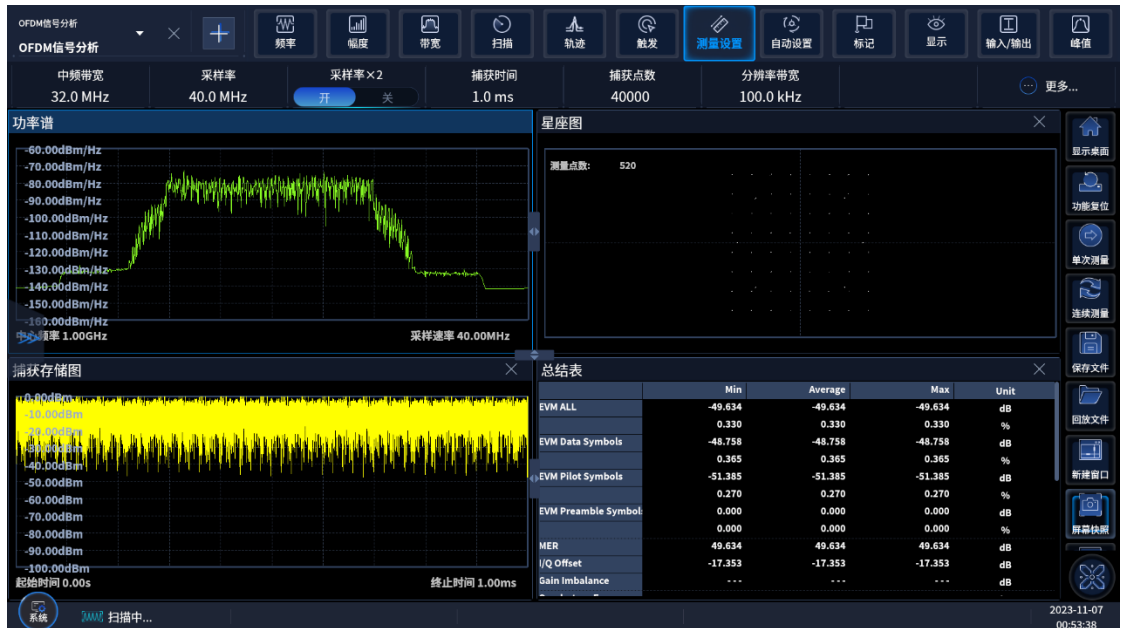 OFDM信号分析
OFDM信号分析
频率
幅度
带宽
扫描
轨迹
触发
测量设置
自动设置
标记
显示
输入/输出
峰值
中频带宽
32.0 MHz
采样率
40.0 MHz
采样率×2
开
关
捕获时间
1.0 ms
捕获点数
40000
分辨率带宽
100.0 kHz
更多...
功率谱
-60.00dBm/Hz
-70.00dBm/Hz
-80.00dBm/Hz
-90.00dBm/Hz
-100.00dBm/Hz
-110.00dBm/Hz
-120.00dBm/Hz
-130.00dBm/Hz
-140.00dBm/Hz
-150.00dBm/Hz
-160.00dBm/Hz
中心频率 1.00GHz
采样速率 40.00MHz
星座图
测量点数: 520
捕获存储图
0.00dBm
-10.00dBm
-20.00dBm
-30.00dBm
-40.00dBm
-50.00dBm
-60.00dBm
-70.00dBm
-80.00dBm
-90.00dBm
-100.00dBm
起始时间 0.00s
终止时间 1.00ms
总结表
Min Average Max Unit
EVM ALL -49.634 -49.634 -49.634 dB
0.330 0.330 0.330 %
EVM Data Symbols -48.758 -48.758 -48.758 dB
0.365 0.365 0.365 %
EVM Pilot Symbols -51.385 -51.385 -51.385 dB
0.270 0.270 0.270 %
EVM Preamble Symbol 0.000 0.000 0.000 dB
0.000 0.000 0.000 %
MER 49.634 49.634 49.634 dB
I/Q Offset -17.353 -17.353 -17.353 dB
Gain Imbalance --- --- --- dB
显示桌面
功能复位
单次测量
连续测量
保存文件
回放文件
新建窗口
屏幕快照
系统
扫描中...
2023-11-07
00:53:38